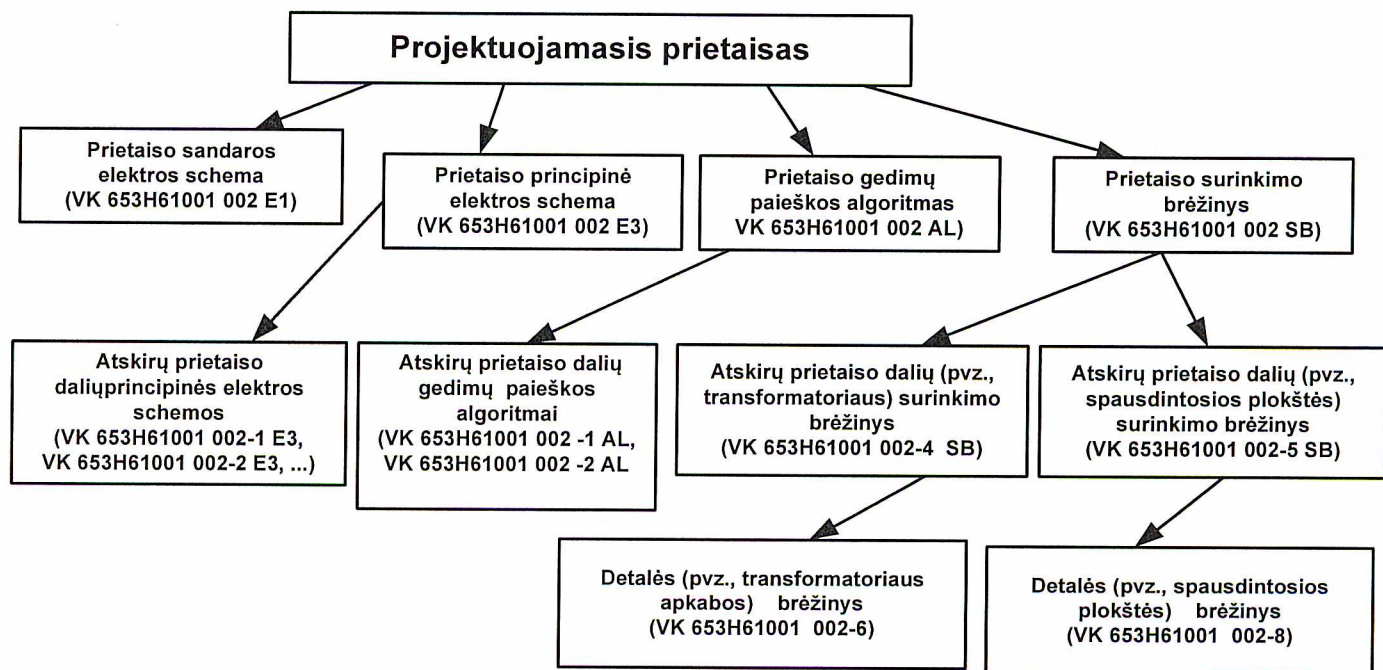 Projektuojamasis prietaisas
Prietaiso sandaros
elektros schema
(VK 653H61001 002 E1)
Prietaiso principinė
elektros schema
(VK 653H61001 002 E3)
Prietaiso gedimų
paieškos algoritmas
VK 653H61001 002 AL)
Prietaiso surinkimo
brėžinys
(VK 653H61001 002 SB)
Atskirų prietaiso
daliųprincipinės elektros
schemos
(VK 653H61001 002-1 E3,
VK 653H61001 002-2 E3, ...)
Atskirų prietaiso dalių
gedimų paieškos
algoritmai
(VK 653H61001 002 -1 AL,
VK 653H61001 002 -2 AL
Atskirų prietaiso dalių (pvz.,
transformatoriaus) surinkimo
brėžinys
(VK 653H61001 002-4 SB)
Atskirų prietaiso dalių (pvz.,
spausdintosios plokštės)
surinkimo brėžinys
(VK 653H61001 002-5 SB)
Detalės (pvz., transformatoriaus
apkabos) brėžinys
(VK 653H61001 002-6)
Detalės (pvz., spausdintosios
plokštės) brėžinys
(VK 653H61001 002-8)